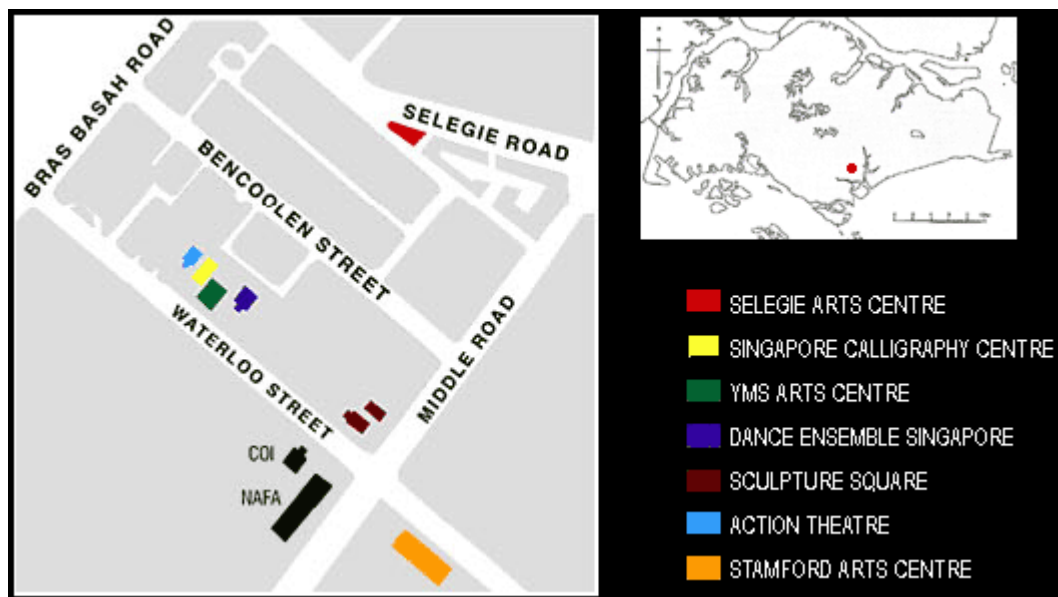 BRAS BASAH ROAD
SELEGIE ROAD
BENCOOLEN STREET
WATERLOO STREET
MIDDLE ROAD
COI
NAFA
SELEGIE ARTS CENTRE
SINGAPORE CALLIGRAPHY CENTRE
YMS ARTS CENTRE
DANCE ENSEMBLE SINGAPORE
SCULPTURE SQUARE
ACTION THEATRE
STAMFORD ARTS CENTRE